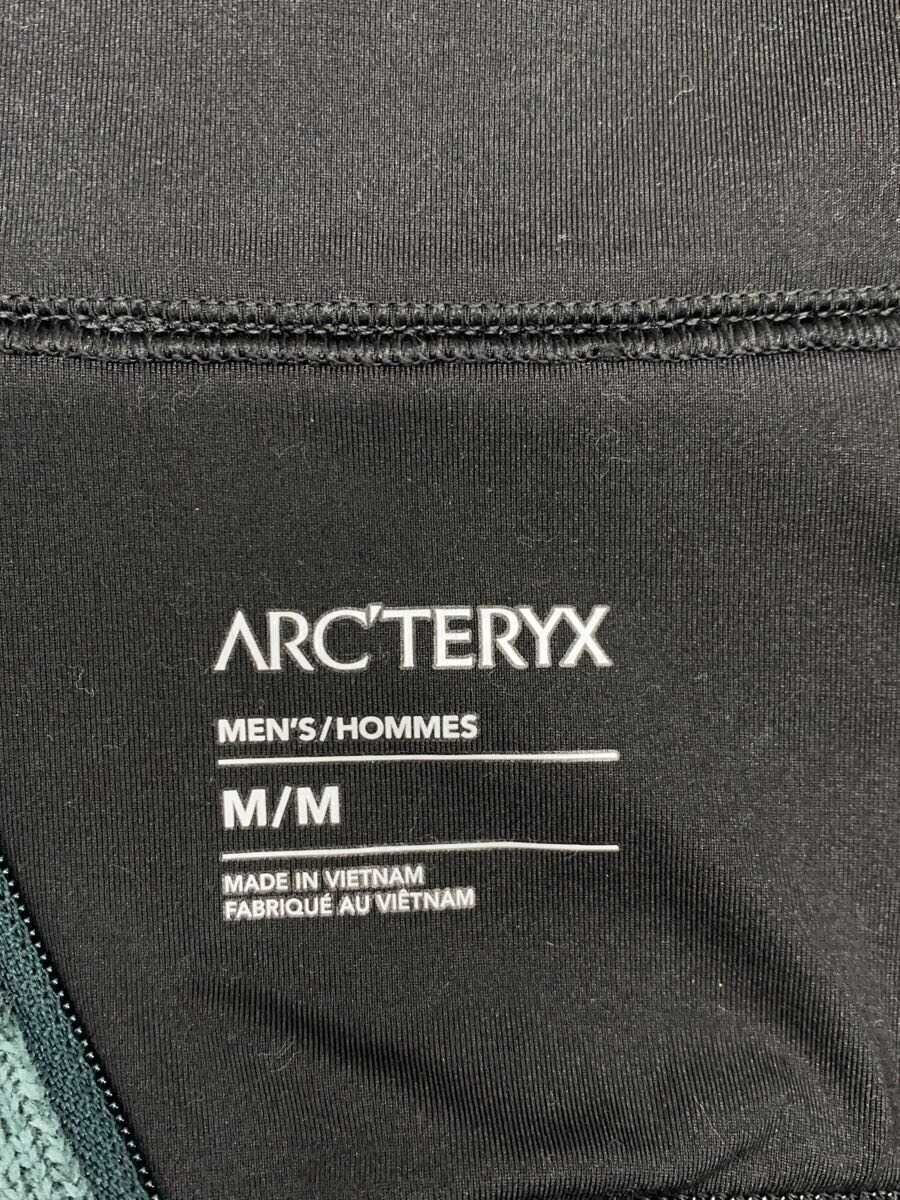 ARC'TERYX
MEN'S/HOMMES
M/M
MADE IN VIETNAM
FABRIQUÉ AU VIÊTNAM